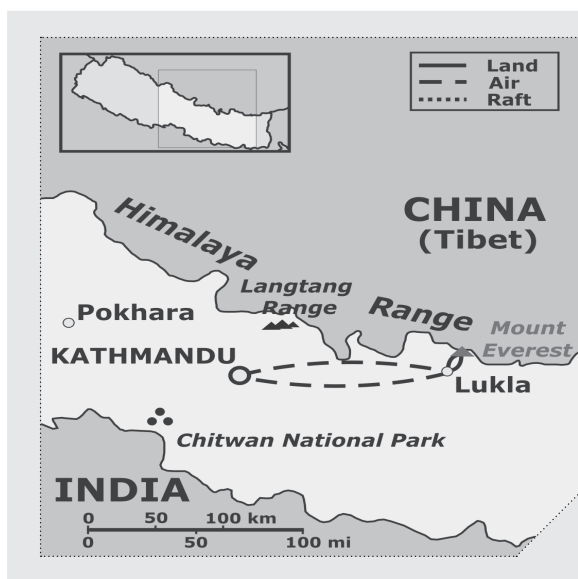 Land
Air
Raft
CHINA
(Tibet)
Himalaya
Range
Langtang
Range
Mount
Everest
Pokhara
KATHMANDU
Lukla
Chitwan National Park
INDIA
0 50 100 km
0 50 100 mi